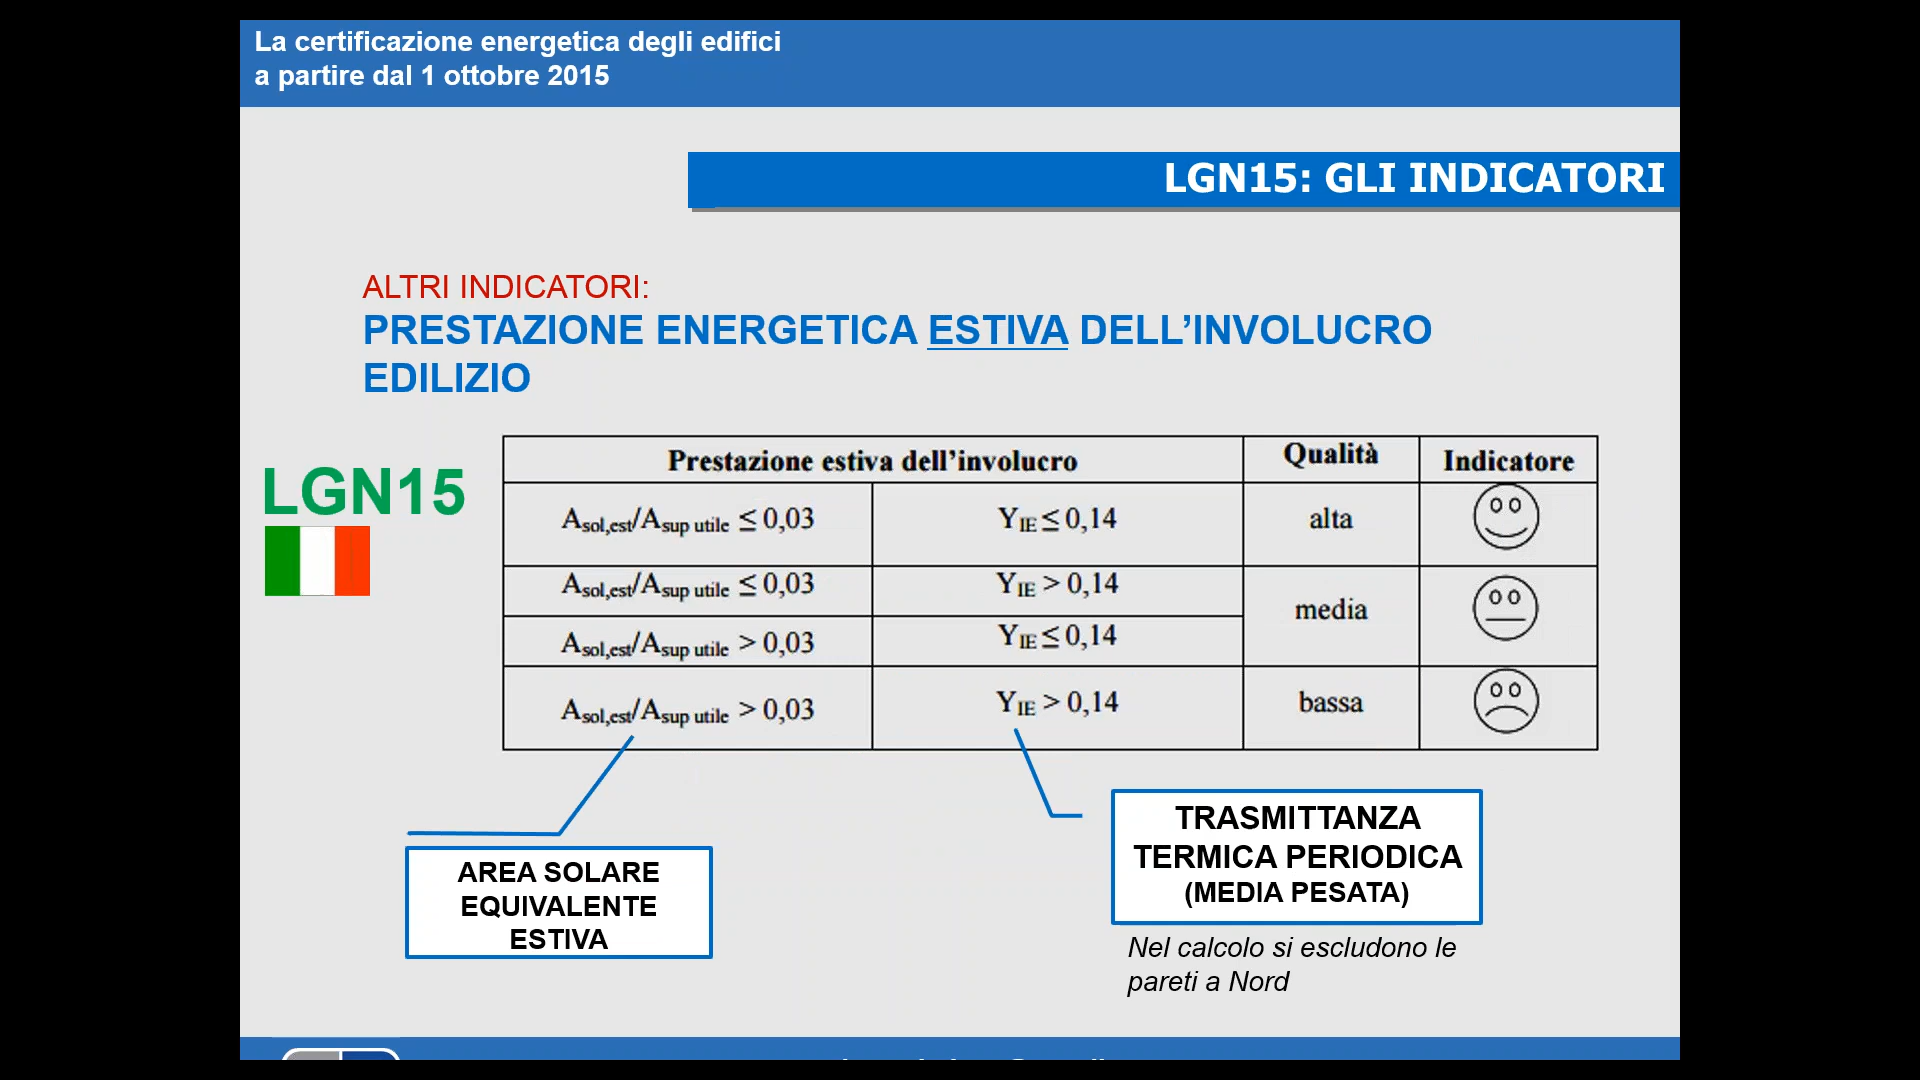 La certificazione energetica degli edifici
a partire dal 1 ottobre 2015
LGN15: GLI INDICATORI
ALTRI INDICATORI:
PRESTAZIONE ENERGETICA ESTIVA DELL’INVOLUCRO
EDILIZIO
LGN15
Prestazione estiva dell’involucro Qualità Indicatore
Asol,est/Asup utile ≤ 0,03 YIE ≤ 0,14 alta
Asol,est/Asup utile ≤ 0,03 YIE > 0,14
media
Asol,est/Asup utile > 0,03 YIE ≤ 0,14
Asol,est/Asup utile > 0,03 YIE > 0,14 bassa
AREA SOLARE
EQUIVALENTE
ESTIVA
TRASMITTANZA
TERMICA PERIODICA
(MEDIA PESATA)
Nel calcolo si escludono le
pareti a Nord